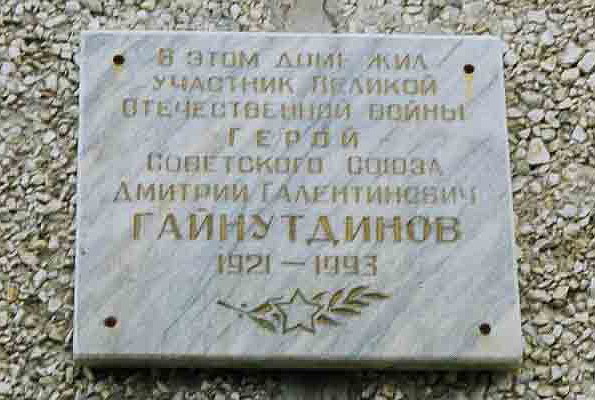 В ЭТОМ ДОМЕ ЖИЛ
УЧАСТНИК ВЕЛИКОЙ
ОТЕЧЕСТВЕННОЙ ВОЙНЫ
ГЕРОЙ
СОВЕТСКОГО СОЮЗА
ДМИТРИЙ ГАЛЕНТИНОВИЧ
ГАЙНУТДИНОВ
1921 — 1993